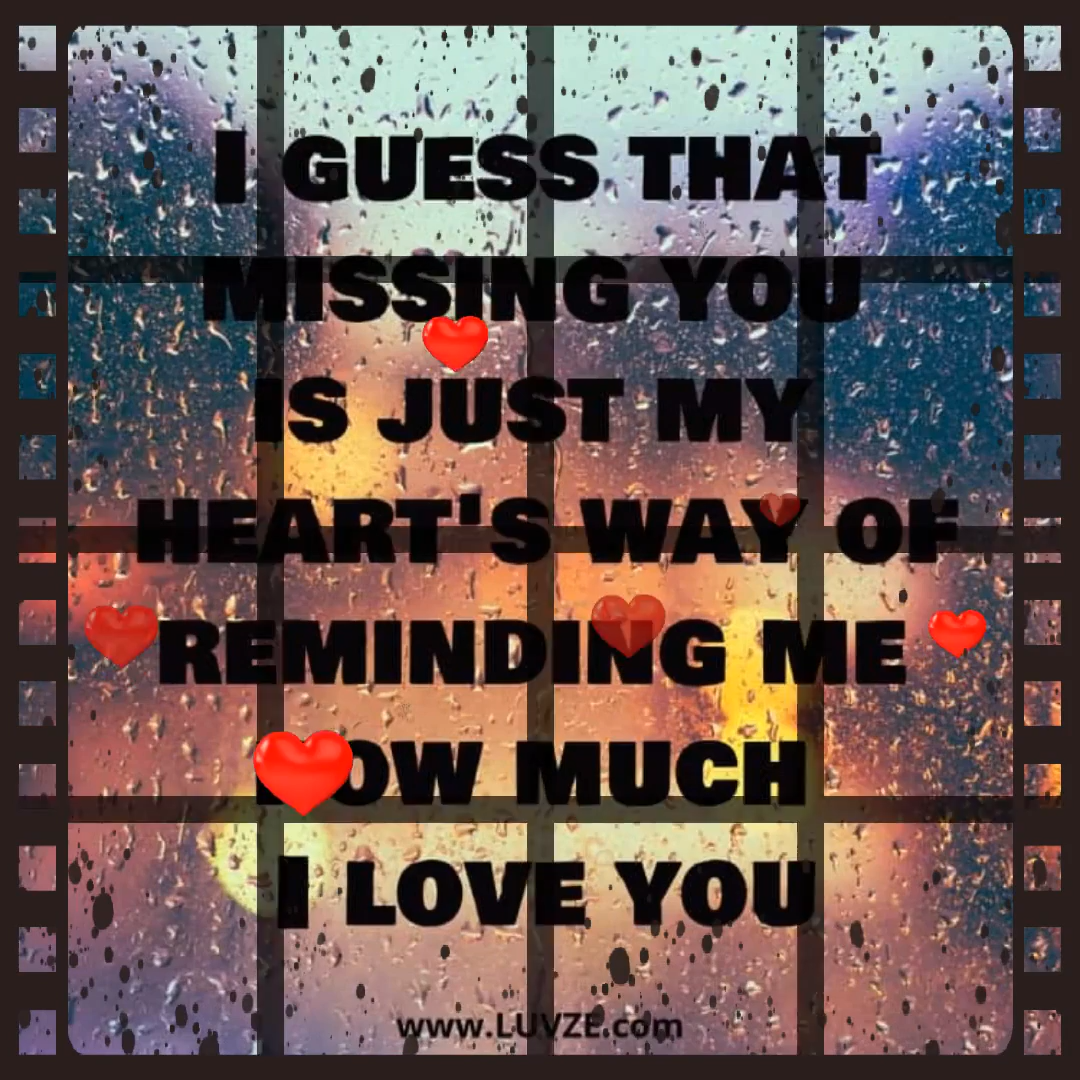 I GUESS THAT
MISSING YOU
IS JUST MY
HEART'S WAY OF
REMINDING ME
HOW MUCH
I LOVE YOU
www.LUVZE.com